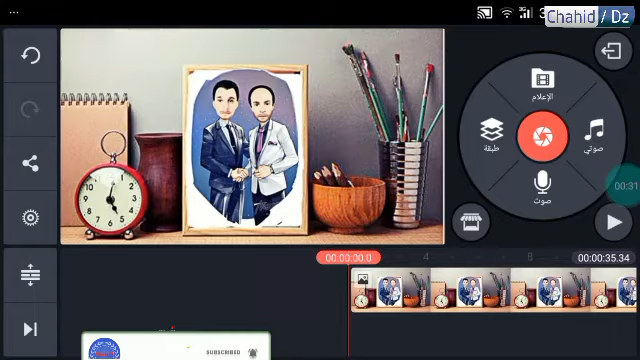 3G
Chahid / Dz
الإعلام
طبقة
صوتي
صوت
00:31
00:00:00.0
4
8
00:00:35.34
SUBSCRIBED